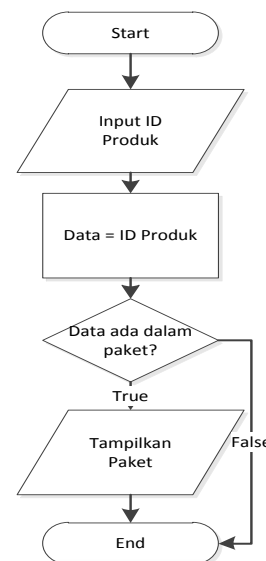 Start
Input ID
Produk
Data = ID Produk
Data ada dalam
paket?
True
Tampilkan
Paket
False
End